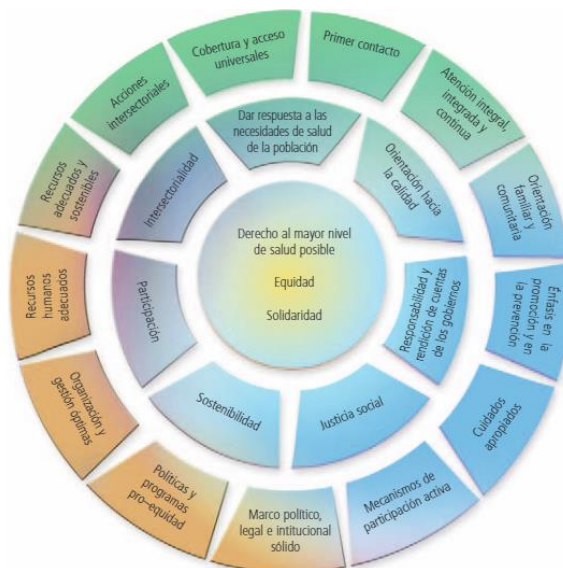 Cobertura y acceso
universales
Primer contacto
Atención integral,
integrada y
continua
Orientación
familiar y
comunitaria
Énfasis en la
promoción y en
la prevención
Cuidados
apropiados
Mecanismos de
participación activa
Marco político,
legal e institucional
sólido
Políticas y
programas
pro-equidad
Organización y
gestión óptimas
Recursos
humanos
adecuados
Recursos
adecuados y
sostenibles
Acciones
intersectoriales
Dar respuesta a las
necesidades de salud
de la población
Orientación hacia
la calidad
Responsabilidad y
rendición de cuentas
de los gobiernos
Justicia social
Sostenibilidad
Participación
Intersectorialidad
Derecho al mayor nivel
de salud posible
Equidad
Solidaridad